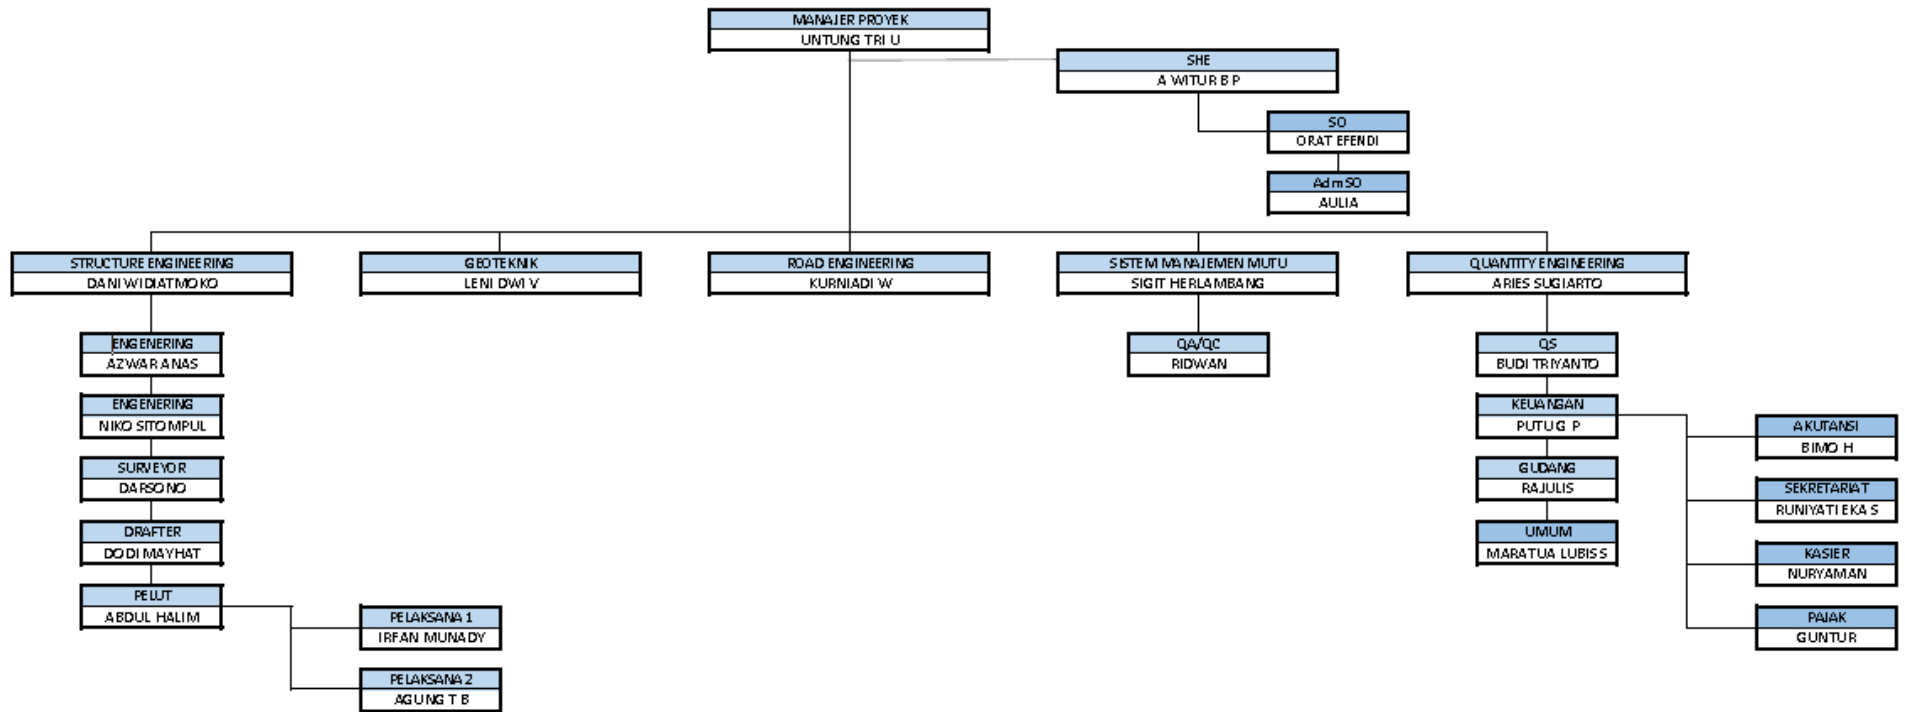 MANAJER PROYEK
UNTUNG TRI U
SHE
A WITUR B P
SO
ORAT EFENDI
Adm SO
AULIA
STRUCTURE ENGINEERING
DANI WIDIATMOKO
GEOTEKNIK
LENI DWI V
ROAD ENGINEERING
KURNIADI W
SISTEM MANAJEMEN MUTU
SIGIT HERLAMBANG
QUANTITY ENGINEERING
ARIES SUGIARTO
ENGENERING
AZWAR ANAS
ENGENERING
NIKO SITOMPUL
SURVEYOR
DARSONO
DRAFTER
DODI MAYHAT
PELUT
ABDUL HALIM
PELAKSANA 1
IRFAN MUNADY
PELAKSANA 2
AGUNG T B
QA/QC
RIDWAN
QS
BUDI TRIYANTO
KEUANGAN
PUTU G P
GUDANG
RAJULIS
UMUM
MARATUA LUBIS S
AKUTANSI
BIMO H
SEKRETARIAT
RUNIYATI EKA S
KASIER
NURYAMAN
PAJAK
GUNTUR